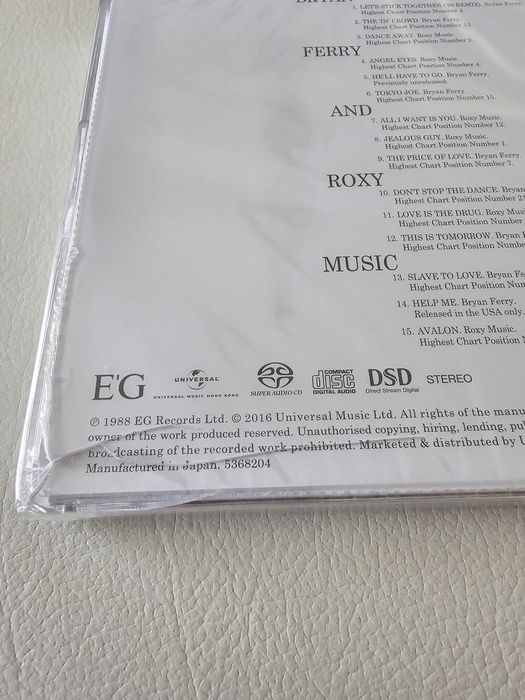 BRYAN
1. LET'S STICK TOGETHER ('88 REMIX). Bryan Ferry.
Highest Chart Position Number 4.
2. THE 'IN' CROWD. Bryan Ferry.
Highest Chart Position Number 13.
3. DANCE AWAY. Roxy Music.
Highest Chart Position Number 2.
FERRY
4. ANGEL EYES. Roxy Music.
Highest Chart Position Number 4.
5. HE'LL HAVE TO GO. Bryan Ferry.
Previously unreleased.
6. TOKYO JOE. Bryan Ferry.
Highest Chart Position Number 15.
AND
7. ALL I WANT IS YOU. Roxy Music.
Highest Chart Position Number 12.
8. JEALOUS GUY. Roxy Music.
Highest Chart Position Number 1.
9. THE PRICE OF LOVE. Bryan Ferry.
Highest Chart Position Number 7.
ROXY
10. DON'T STOP THE DANCE. Bryan
Highest Chart Position Number 21
11. LOVE IS THE DRUG. Roxy Musi
Highest Chart Position Number
12. THIS IS TOMORROW. Bryan F
Highest Chart Position Number
MUSIC
13. SLAVE TO LOVE. Bryan Fe
Highest Chart Position Num
14. HELP ME. Bryan Ferry.
Released in the USA only.
15. AVALON. Roxy Music.
Highest Chart Position N
E'G UNIVERSAL UNIVERSAL MUSIC HONG KONG SUPER AUDIO CD COMPACT disc DIGITAL AUDIO DSD Direct Stream Digital STEREO
℗ 1988 EG Records Ltd. © 2016 Universal Music Ltd. All rights of the manu
owner of the work produced reserved. Unauthorised copying, hiring, lending, pu
broadcasting of the recorded work prohibited. Marketed & distributed by U
Manufactured in Japan. 5368204